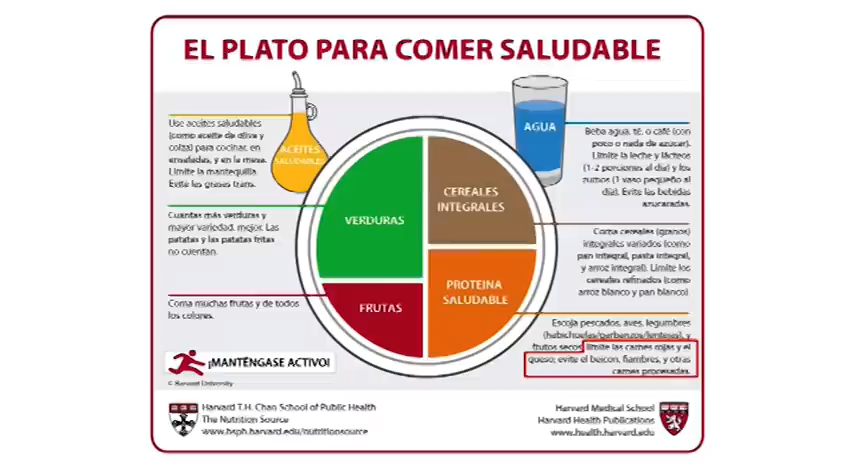 EL PLATO PARA COMER SALUDABLE
Use aceites saludables
(como aceite de oliva y
colza) para cocinar, en
ensaladas, y en la mesa.
Limite la mantequilla.
Evite las grasas trans.
ACEITES
SALUDABLES
AGUA
Beba agua, té, o café (con
poco o nada de azúcar).
Limite la leche y lácteos
(1-2 porciones al día) y los
zumos (1 vaso pequeño al
día). Evite las bebidas
azucaradas.
Cuantas más verduras y
mayor variedad, mejor. Las
patatas y las patatas fritas
no cuentan.
VERDURAS
CEREALES
INTEGRALES
Coma cereales (granos)
integrales variados (como
pan integral, pasta integral,
y arroz integral). Limite los
cereales refinados (como
arroz blanco y pan blanco).
Coma muchas frutas y de todos
los colores.
FRUTAS
PROTEINA
SALUDABLE
Escoja pescados, aves, legumbres
(habichuelas/garbanzos/lentejas), y
frutos secos; limite las carnes rojas y el
queso; evite el beicon, fiambres, y otras
carnes procesadas.
¡MANTÉNGASE ACTIVO!
© Harvard University
Harvard T.H. Chan School of Public Health
The Nutrition Source
www.hsph.harvard.edu/nutritionsource
Harvard Medical School
Harvard Health Publications
www.health.harvard.edu